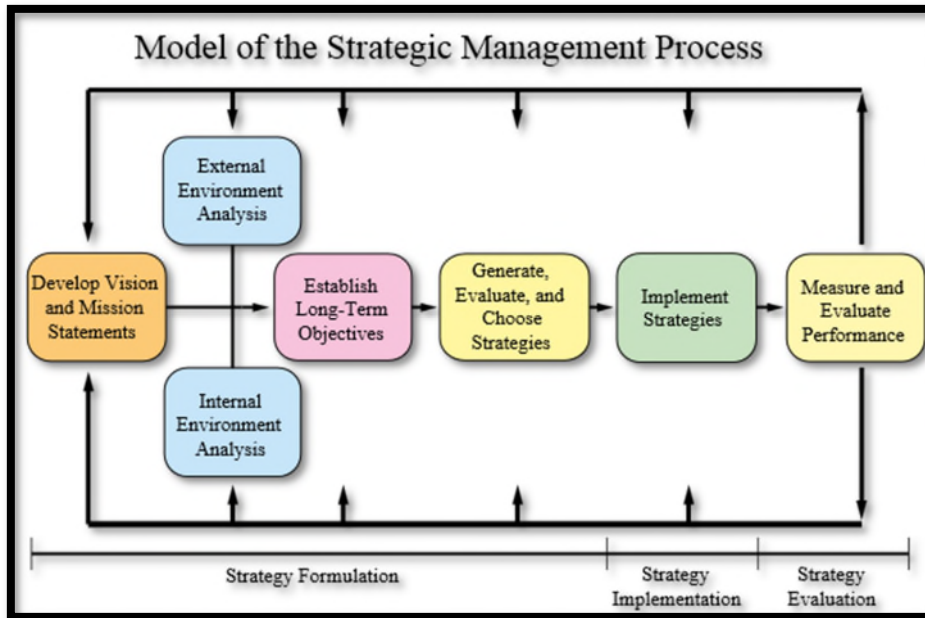 Model of the Strategic Management Process
External
Environment
Analysis
Develop Vision
and Mission
Statements
Establish
Long-Term
Objectives
Generate,
Evaluate, and
Choose
Strategies
Implement
Strategies
Measure and
Evaluate
Performance
Internal
Environment
Analysis
Strategy Formulation
Strategy
Implementation
Strategy
Evaluation